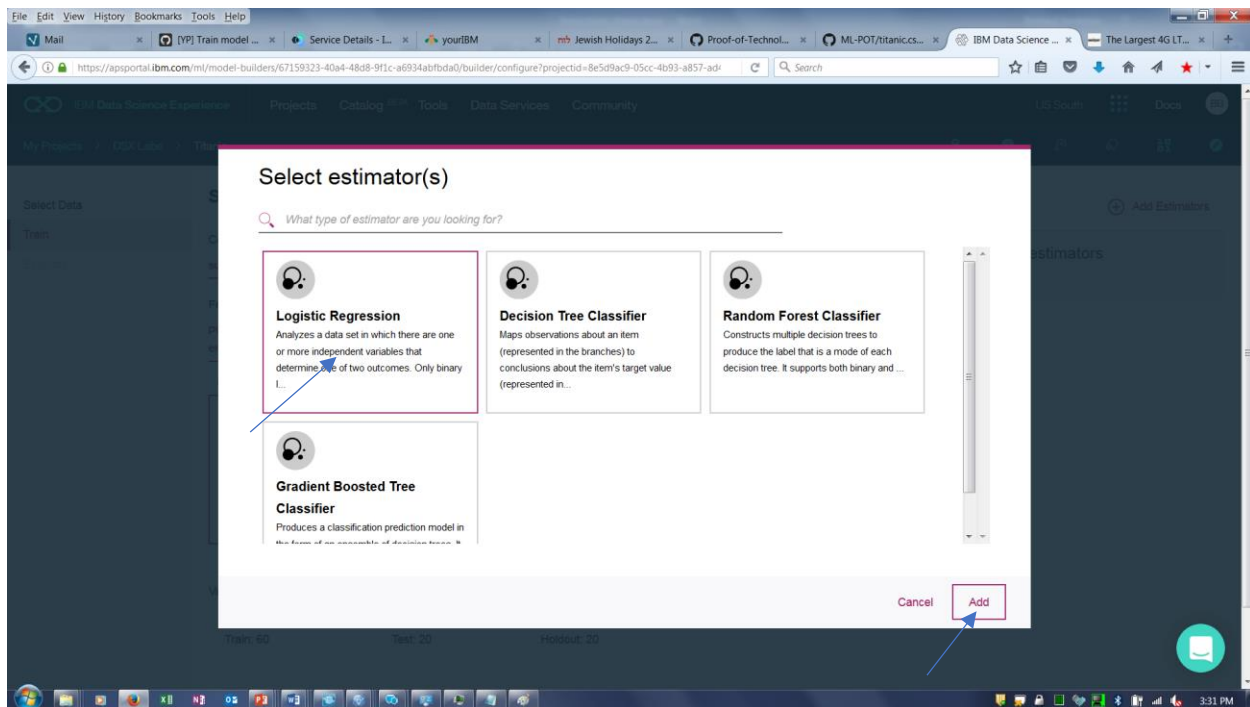 File Edit View History Bookmarks Tools Help
Mail
[YP] Train model ...
Service Details - I...
yourIBM
Jewish Holidays 2...
Proof-of-Technol...
ML-POT/titanic.cs...
IBM Data Science ...
The Largest 4G LT...
https://apsportal.ibm.com/ml/model-builders/67159323-40a4-48d8-9f1c-a6934abfbda0/builder/configure?projectid=8e5d9ac9-05cc-4b93-a857-ad
Search
IBM Data Science Experience
Projects Catalog Tools Data Services Community
US South
Docs
My Projects / DSX Labs /
Select estimator(s)
What type of estimator are you looking for?
Select Data
Train
Add Estimators
estimators
Logistic Regression
Analyzes a data set in which there are one
or more independent variables that
determine one of two outcomes. Only binary
l...
Decision Tree Classifier
Maps observations about an item
(represented in the branches) to
conclusions about the item's target value
(represented in...
Random Forest Classifier
Constructs multiple decision trees to
produce the label that is a mode of each
decision tree. It supports both binary and ...
Gradient Boosted Tree
Classifier
Produces a classification prediction model in
the form of an ensemble of decision trees. It
Cancel
Add
Train: 60
Test: 20
Holdout: 20
3:31 PM